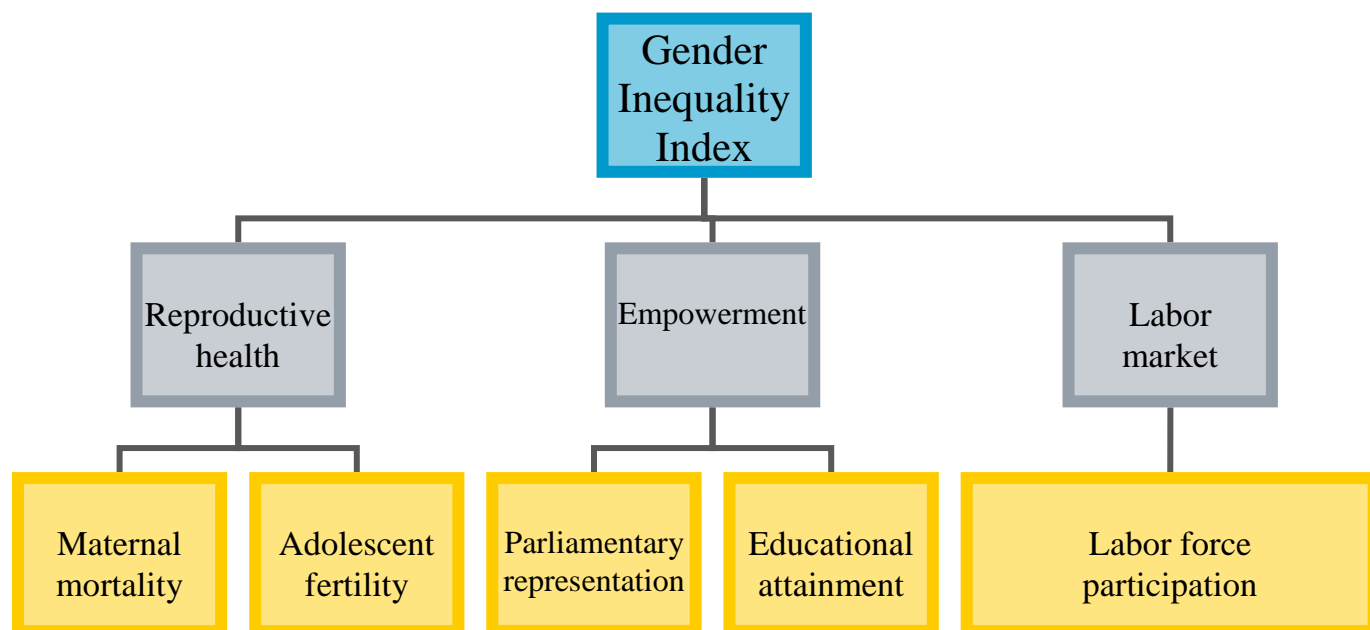 Gender
Inequality
Index
Reproductive
health
Empowerment
Labor
market
Maternal
mortality
Adolescent
fertility
Parliamentary
representation
Educational
attainment
Labor force
participation